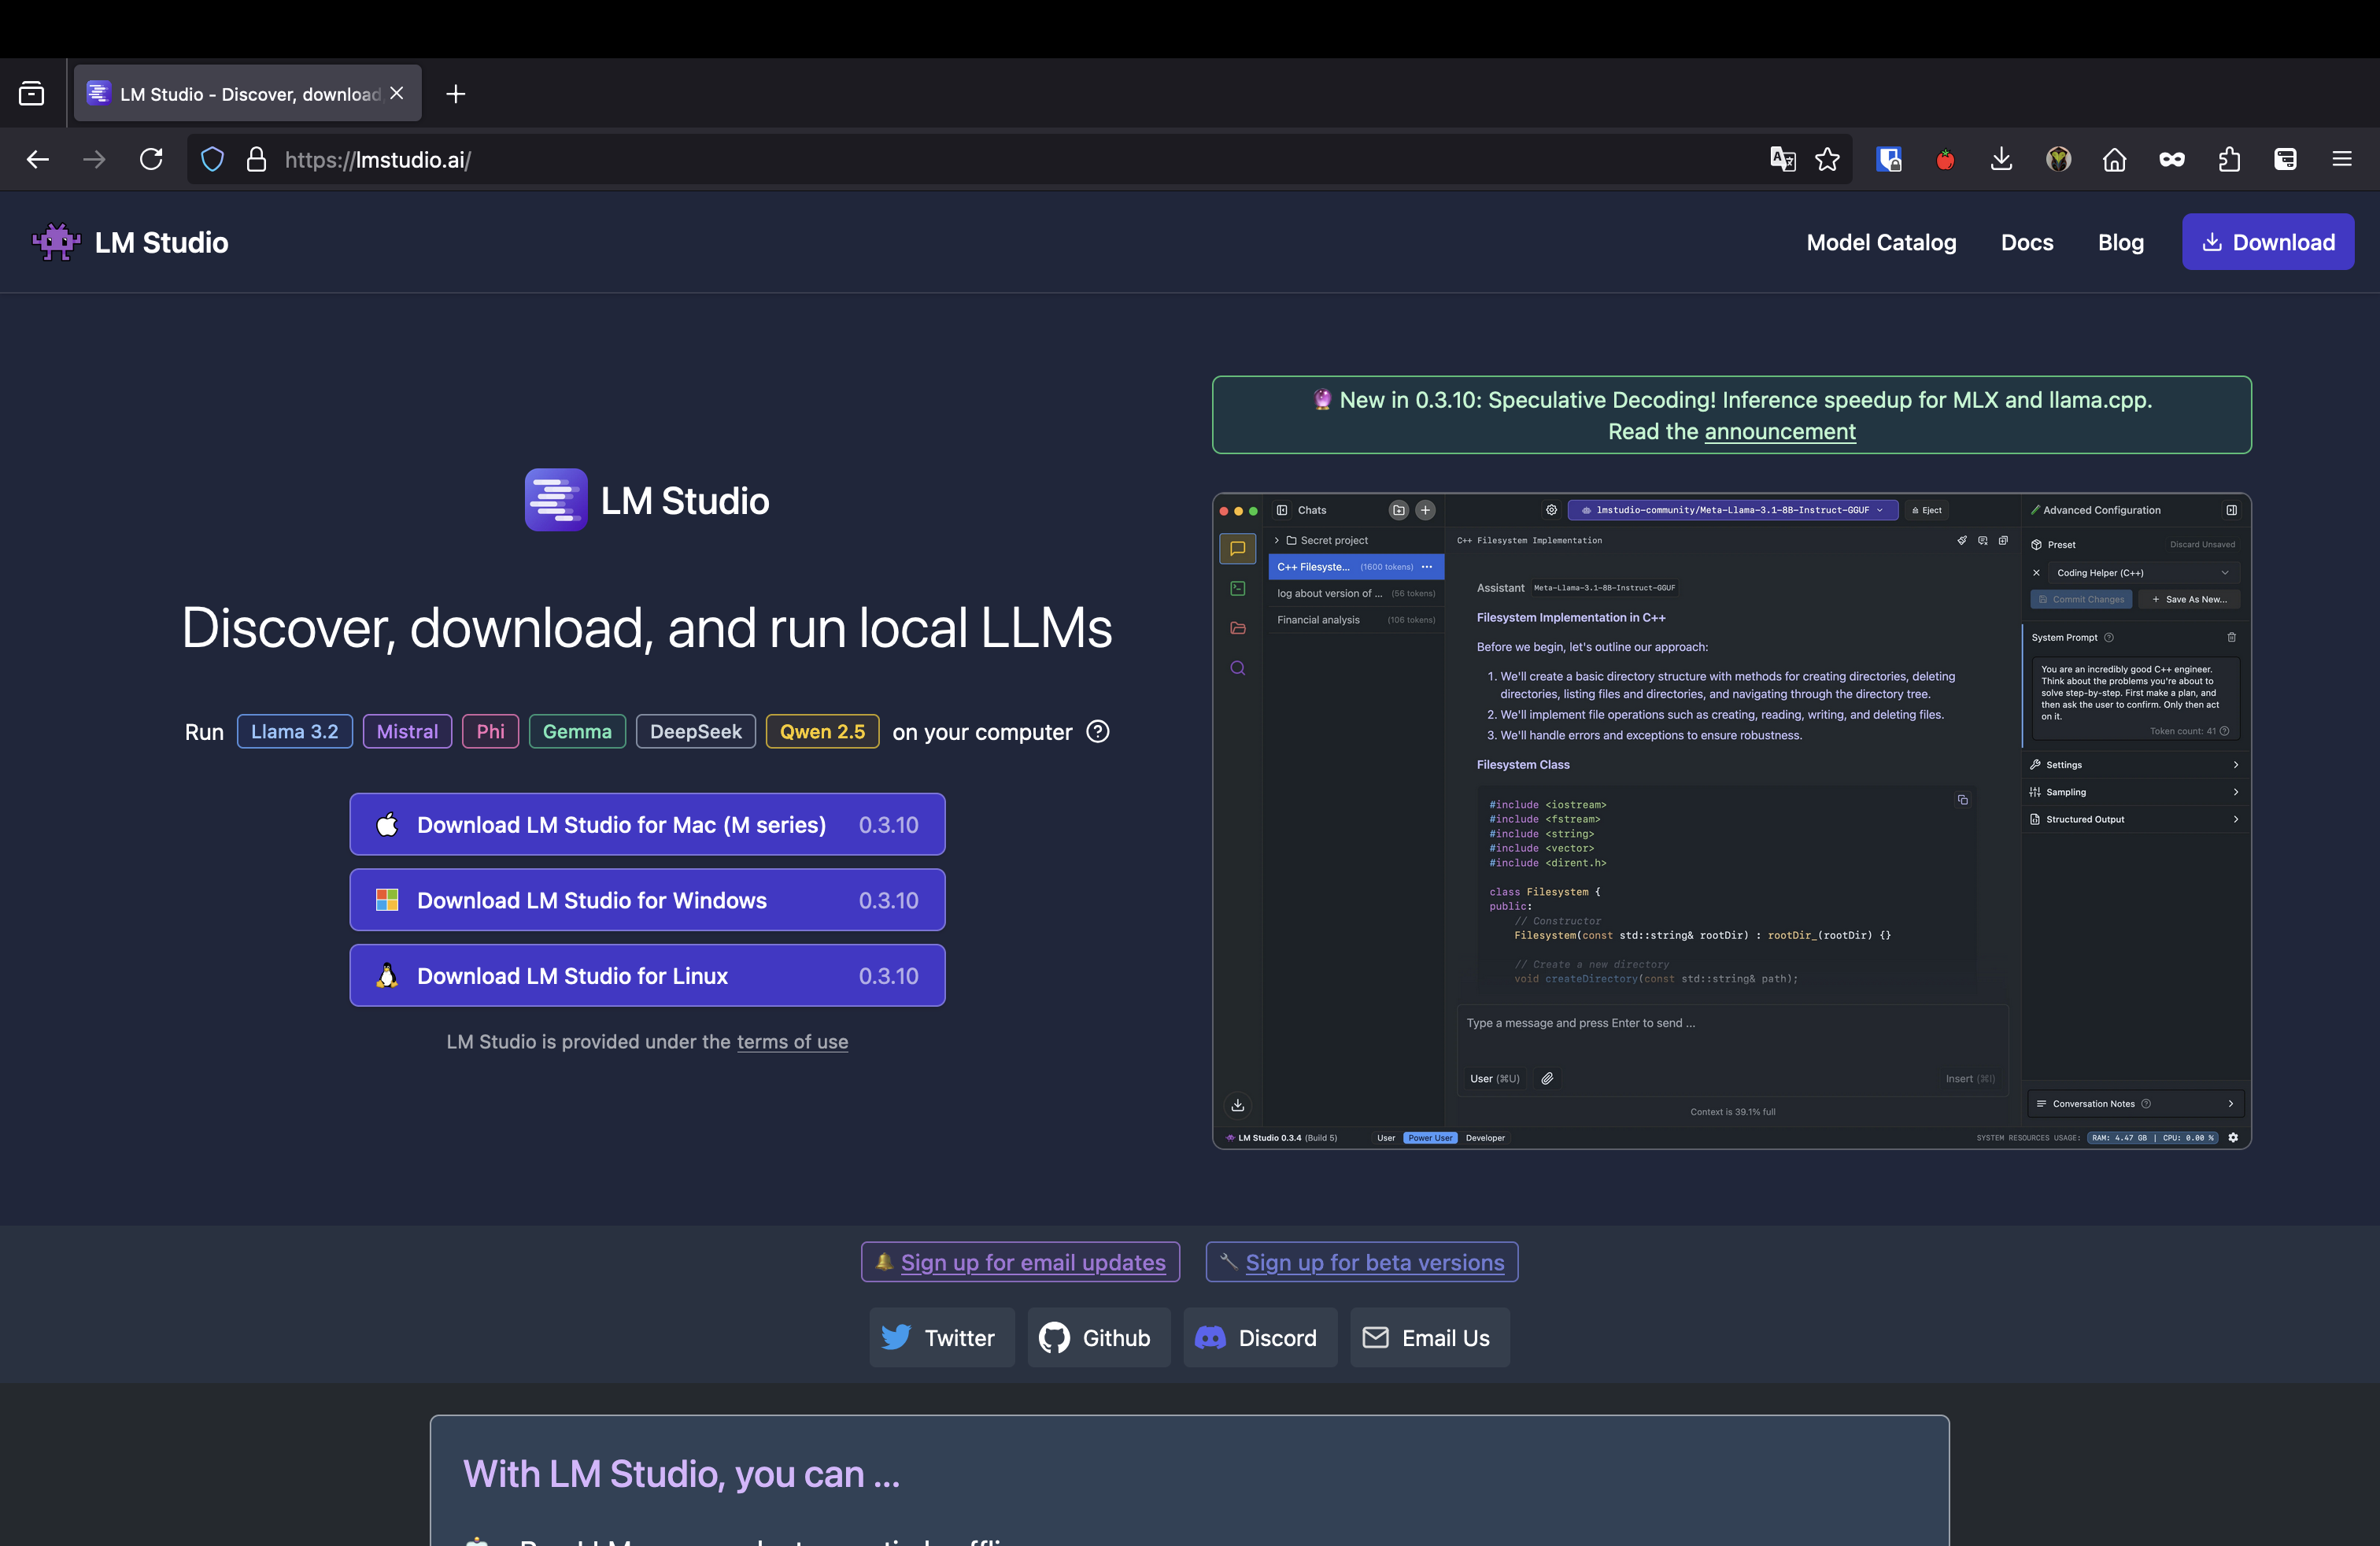 LM Studio - Discover, download
https://lmstudio.ai/
LM Studio
Model Catalog
Docs
Blog
Download
LM Studio
Discover, download, and run local LLMs
Run Llama 3.2 Mistral Phi Gemma DeepSeek Qwen 2.5 on your computer
Download LM Studio for Mac (M series) 0.3.10
Download LM Studio for Windows 0.3.10
Download LM Studio for Linux 0.3.10
LM Studio is provided under the terms of use
🔮 New in 0.3.10: Speculative Decoding! Inference speedup for MLX and llama.cpp.
Read the announcement
Chats
Secret project
C++ Filesyste... (1600 tokens)
log about version of ... (56 tokens)
Financial analysis (106 tokens)
lmstudio-community/Meta-Llama-3.1-8B-Instruct-GGUF
Eject
C++ Filesystem Implementation
Assistant Meta-Llama-3.1-8B-Instruct-GGUF
Filesystem Implementation in C++
Before we begin, let's outline our approach:
1. We'll create a basic directory structure with methods for creating directories, deleting
directories, listing files and directories, and navigating through the directory tree.
2. We'll implement file operations such as creating, reading, writing, and deleting files.
3. We'll handle errors and exceptions to ensure robustness.
Filesystem Class
#include <iostream>
#include <fstream>
#include <string>
#include <vector>
#include <dirent.h>
class Filesystem {
public:
// Constructor
Filesystem(const std::string& rootDir) : rootDir_(rootDir) {}
// Create a new directory
void createDirectory(const std::string& path);
Type a message and press Enter to send ...
User (⌘U)
Insert (⌘I)
Context is 39.1% full
Advanced Configuration
Preset
Discard Unsaved
Coding Helper (C++)
Commit Changes
+ Save As New...
System Prompt
You are an incredibly good C++ engineer.
Think about the problems you're about to
solve step-by-step. First make a plan, and
then ask the user to confirm. Only then act
on it.
Token count: 41
Settings
Sampling
Structured Output
Conversation Notes
LM Studio 0.3.4 (Build 5)
User
Power User
Developer
SYSTEM RESOURCES USAGE: RAM: 4.47 GB | CPU: 0.00 %
Sign up for email updates
Sign up for beta versions
Twitter
Github
Discord
Email Us
With LM Studio, you can ...